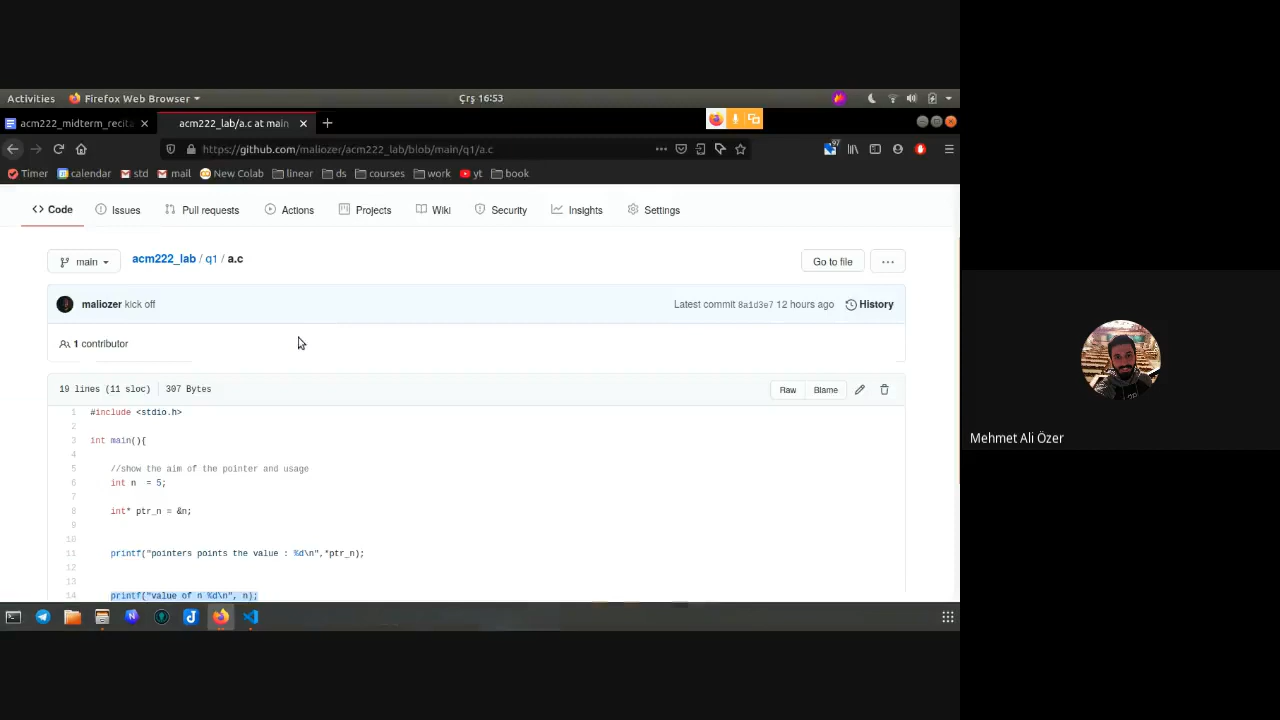 Activities Firefox Web Browser Çrş 16:53
acm222_midterm_recita acm222_lab/a.c at main
https://github.com/maliozer/acm222_lab/blob/main/q1/a.c
Timer calendar std mail New Colab linear ds courses work yt book
Code Issues Pull requests Actions Projects Wiki Insights Security Settings
main acm222_lab / q1 / a.c Go to file
maliozer kick off Latest commit 8a1d3e7 12 hours ago History
1 contributor
19 lines (11 sloc) 307 Bytes Raw Blame
1 #include <stdio.h>
2
3 int main(){
4
5 //show the aim of the pointer and usage
6 int n  = 5;
7
8 int* ptr_n = &n;
9
10
11 printf("pointers points the value : %d\n",*ptr_n);
12
13
14 printf("value of n %d\n", n);
Mehmet Ali Özer